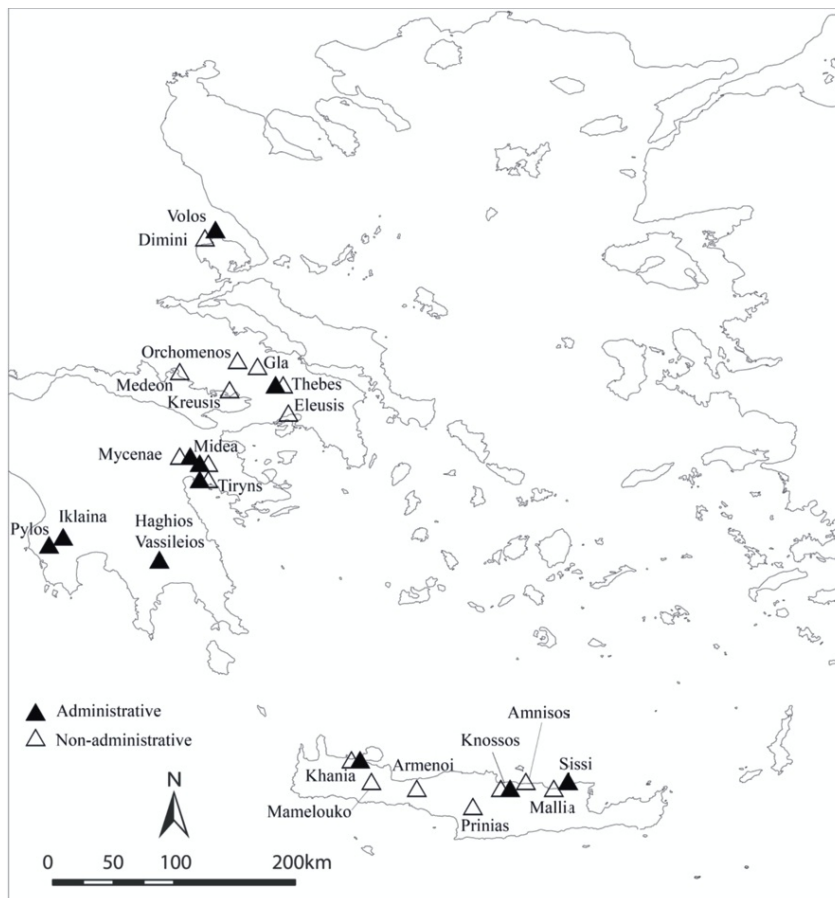 Volos
Dimini
Orchomenos
Gla
Medeon
Thebes
Kreusis
Eleusis
Mycenae
Midea
Tiryns
Pylos
Iklaina
Haghios
Vassileios
Administrative
Non-administrative
Amnisos
Knossos
Sissi
Khania
Armenoi
Mamelouko
Mallia
Prinias
N
0 50 100 200km